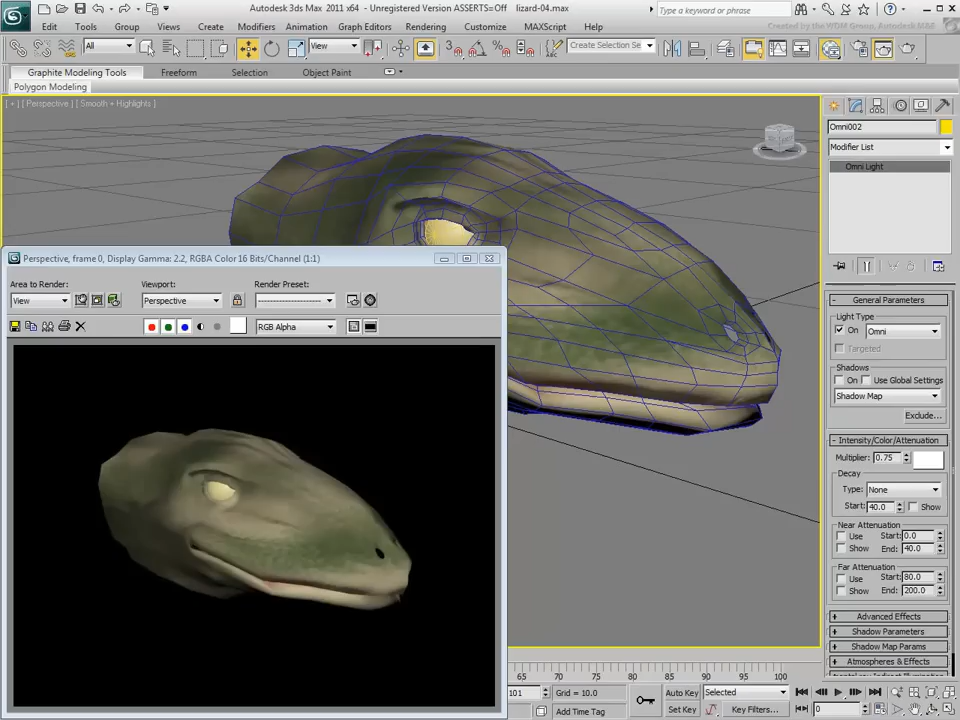 Autodesk 3ds Max 2011 x64 - Unregistered Version ASSERTS=Off lizard-04.max
Type a keyword or phrase
Edit Tools Group Views Create Modifiers Animation Graph Editors Rendering Customize MAXScript Help
Created by the WDM Group, Autodesk M&E
All
View
Create Selection Se
Graphite Modeling Tools Freeform Selection Object Paint
Polygon Modeling
[ + ] [ Perspective ] [ Smooth + Highlights ]
Omni002
Modifier List
Omni Light
Perspective, frame 0, Display Gamma: 2.2, RGBA Color 16 Bits/Channel (1:1)
Area to Render: Viewport: Render Preset:
View Perspective
RGB Alpha
- General Parameters
Light Type
On Omni
Targeted
Shadows
On Use Global Settings
Shadow Map
Exclude...
- Intensity/Color/Attenuation
Multiplier: 0.75
Decay
Type: None
Start: 40.0 Show
Near Attenuation
Use Start: 0.0
Show End: 40.0
Far Attenuation
Use Start: 80.0
Show End: 200.0
+ Advanced Effects
+ Shadow Parameters
+ Shadow Map Params
+ Atmospheres & Effects
65 70 75 80 85 90 95 100
101 Grid = 10.0 Auto Key Selected
Add Time Tag Set Key Key Filters... 0